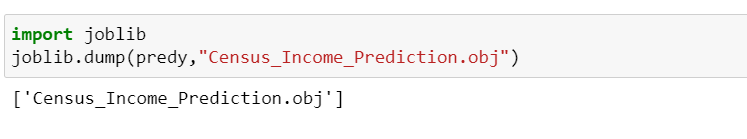 import joblib
joblib.dump(predy,"Census_Income_Prediction.obj")
['Census_Income_Prediction.obj']